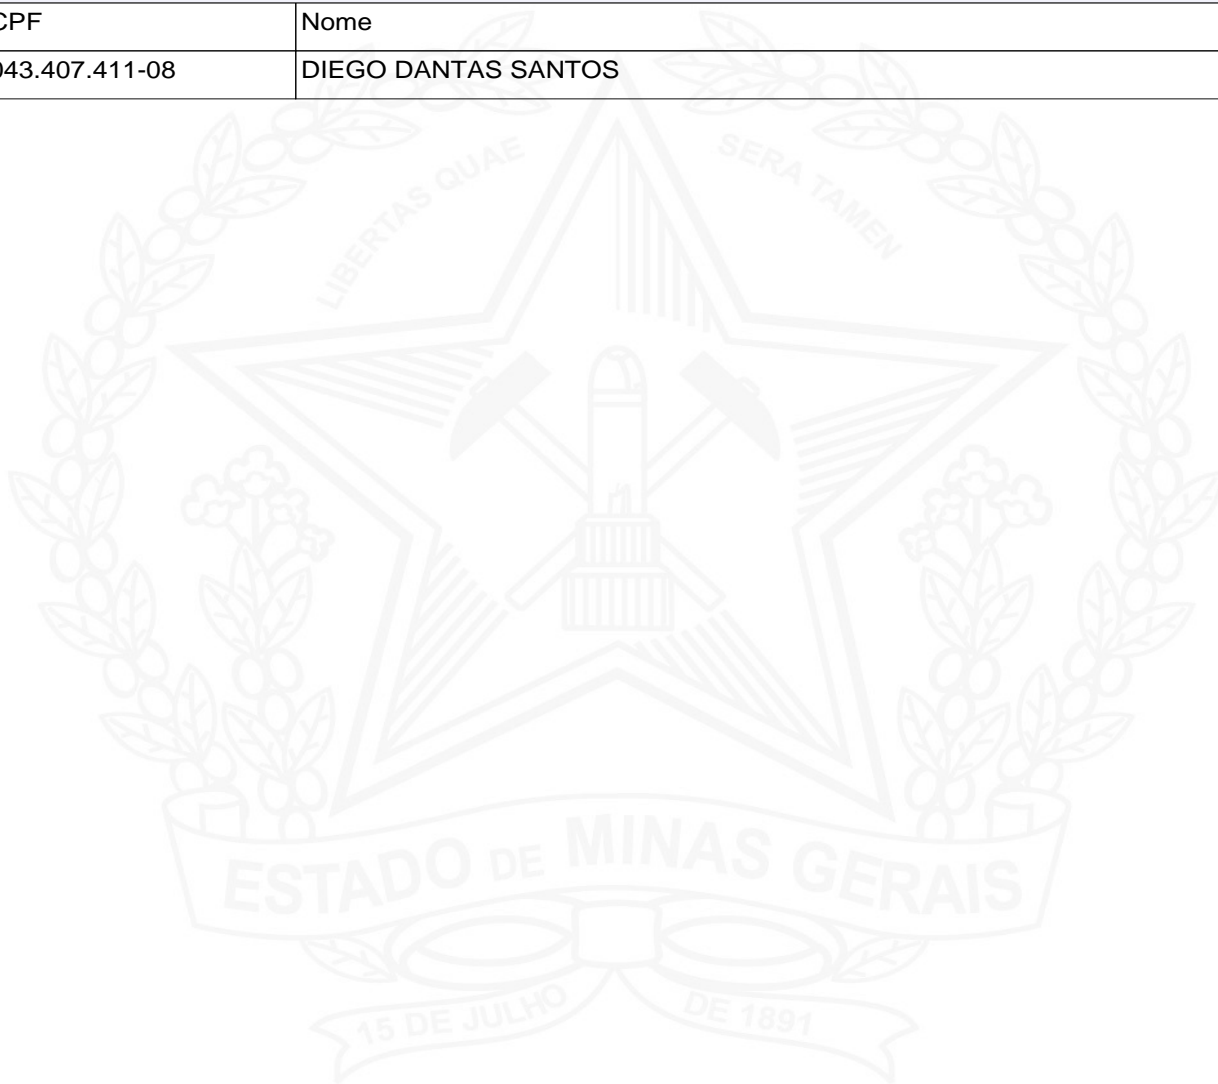 CPF Nome
043.407.411-08 DIEGO DANTAS SANTOS
LIBERTAS QUAE SERA TAMEN
ESTADO DE MINAS GERAIS
15 DE JULHO DE 1891